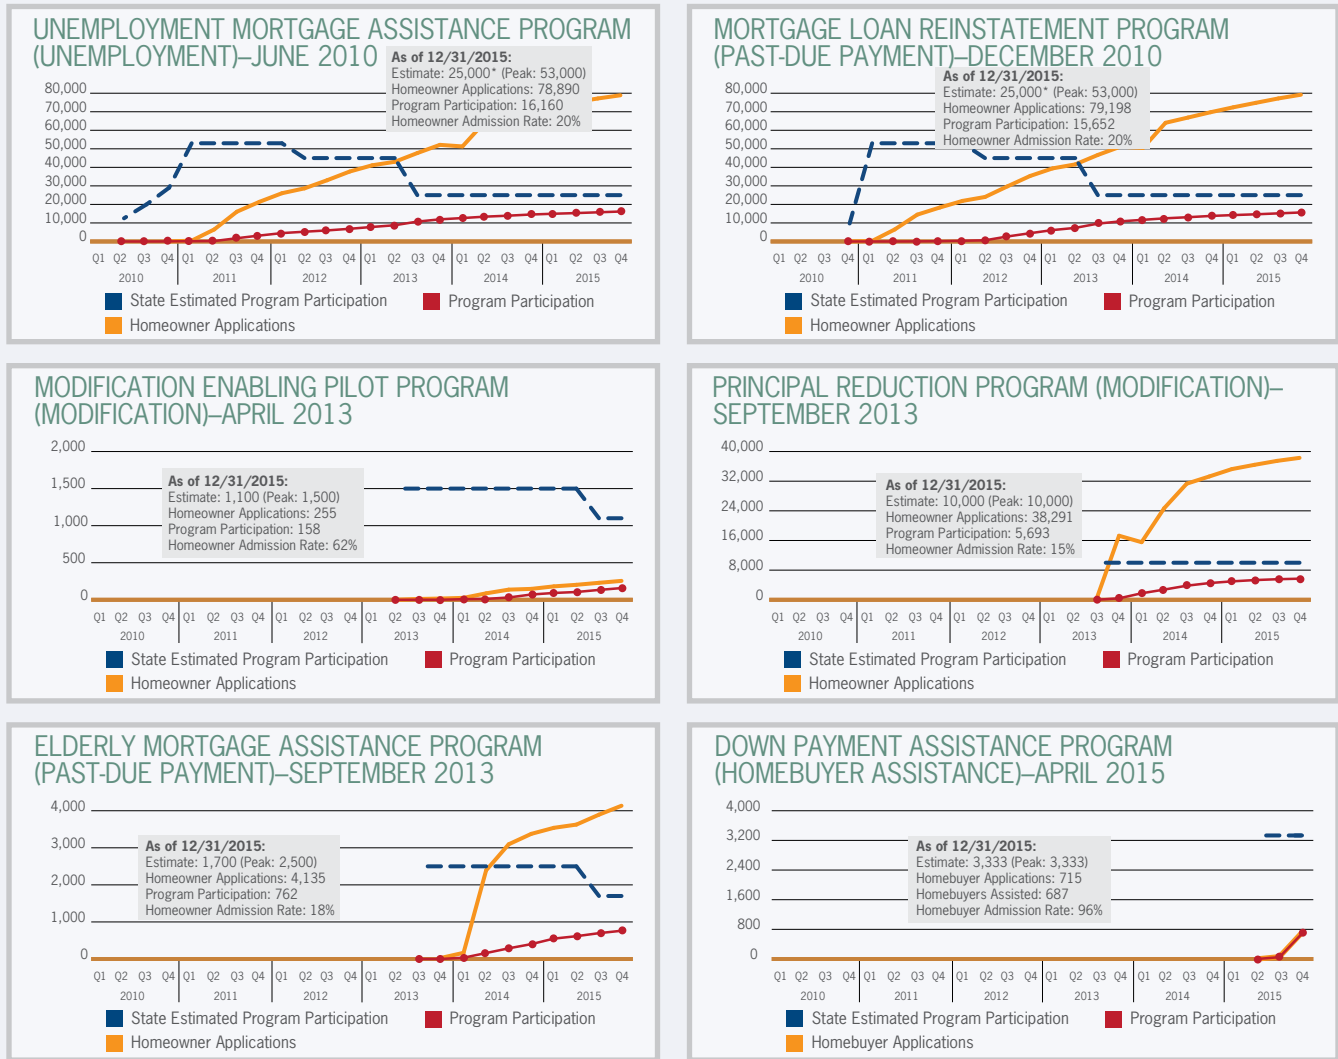 UNEMPLOYMENT MORTGAGE ASSISTANCE PROGRAM
(UNEMPLOYMENT)–JUNE 2010
As of 12/31/2015:
Estimate: 25,000* (Peak: 53,000)
Homeowner Applications: 78,890
Program Participation: 16,160
Homeowner Admission Rate: 20%
80,000
70,000
60,000
50,000
40,000
30,000
20,000
10,000
0
Q1 Q2 Q3 Q4 Q1 Q2 Q3 Q4 Q1 Q2 Q3 Q4 Q1 Q2 Q3 Q4 Q1 Q2 Q3 Q4 Q1 Q2 Q3 Q4
2010 2011 2012 2013 2014 2015
State Estimated Program Participation Program Participation
Homeowner Applications
MORTGAGE LOAN REINSTATEMENT PROGRAM
(PAST-DUE PAYMENT)–DECEMBER 2010
As of 12/31/2015:
Estimate: 25,000* (Peak: 53,000)
Homeowner Applications: 79,198
Program Participation: 15,652
Homeowner Admission Rate: 20%
80,000
70,000
60,000
50,000
40,000
30,000
20,000
10,000
0
Q1 Q2 Q3 Q4 Q1 Q2 Q3 Q4 Q1 Q2 Q3 Q4 Q1 Q2 Q3 Q4 Q1 Q2 Q3 Q4 Q1 Q2 Q3 Q4
2010 2011 2012 2013 2014 2015
State Estimated Program Participation Program Participation
Homeowner Applications
MODIFICATION ENABLING PILOT PROGRAM
(MODIFICATION)–APRIL 2013
2,000
1,500
1,000
500
0
As of 12/31/2015:
Estimate: 1,100 (Peak: 1,500)
Homeowner Applications: 255
Program Participation: 158
Homeowner Admission Rate: 62%
Q1 Q2 Q3 Q4 Q1 Q2 Q3 Q4 Q1 Q2 Q3 Q4 Q1 Q2 Q3 Q4 Q1 Q2 Q3 Q4 Q1 Q2 Q3 Q4
2010 2011 2012 2013 2014 2015
State Estimated Program Participation Program Participation
Homeowner Applications
PRINCIPAL REDUCTION PROGRAM (MODIFICATION)–
SEPTEMBER 2013
40,000
32,000
24,000
16,000
8,000
0
As of 12/31/2015:
Estimate: 10,000 (Peak: 10,000)
Homeowner Applications: 38,291
Program Participation: 5,693
Homeowner Admission Rate: 15%
Q1 Q2 Q3 Q4 Q1 Q2 Q3 Q4 Q1 Q2 Q3 Q4 Q1 Q2 Q3 Q4 Q1 Q2 Q3 Q4 Q1 Q2 Q3 Q4
2010 2011 2012 2013 2014 2015
State Estimated Program Participation Program Participation
Homeowner Applications
ELDERLY MORTGAGE ASSISTANCE PROGRAM
(PAST-DUE PAYMENT)–SEPTEMBER 2013
4,000
3,000
2,000
1,000
0
As of 12/31/2015:
Estimate: 1,700 (Peak: 2,500)
Homeowner Applications: 4,135
Program Participation: 762
Homeowner Admission Rate: 18%
Q1 Q2 Q3 Q4 Q1 Q2 Q3 Q4 Q1 Q2 Q3 Q4 Q1 Q2 Q3 Q4 Q1 Q2 Q3 Q4 Q1 Q2 Q3 Q4
2010 2011 2012 2013 2014 2015
State Estimated Program Participation Program Participation
Homeowner Applications
DOWN PAYMENT ASSISTANCE PROGRAM
(HOMEBUYER ASSISTANCE)–APRIL 2015
4,000
3,200
2,400
1,600
800
0
As of 12/31/2015:
Estimate: 3,333 (Peak: 3,333)
Homebuyer Applications: 715
Homebuyers Assisted: 687
Homebuyer Admission Rate: 96%
Q1 Q2 Q3 Q4 Q1 Q2 Q3 Q4 Q1 Q2 Q3 Q4 Q1 Q2 Q3 Q4 Q1 Q2 Q3 Q4 Q1 Q2 Q3 Q4
2010 2011 2012 2013 2014 2015
State Estimated Program Participation Program Participation
Homebuyer Applications